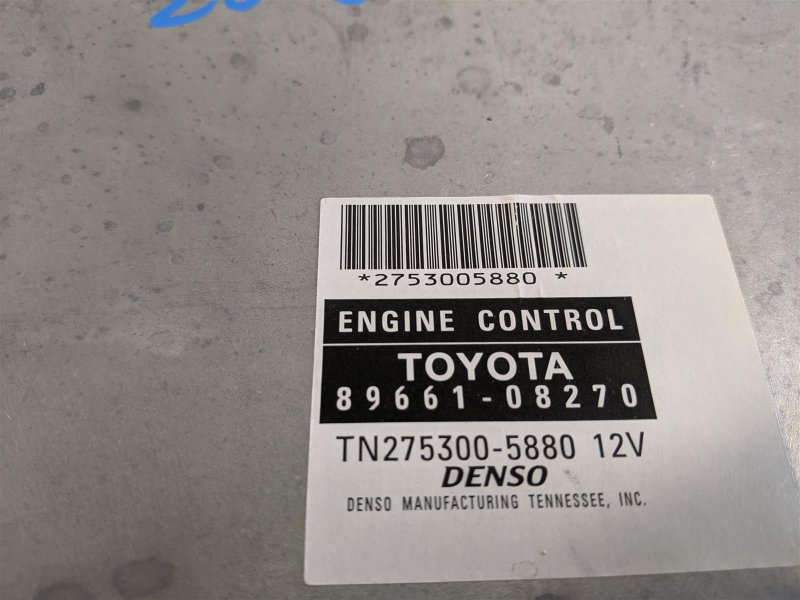 *2753005880 *
ENGINE CONTROL
TOYOTA
89661-08270
TN275300-5880 12V
DENSO
DENSO MANUFACTURING TENNESSEE, INC.